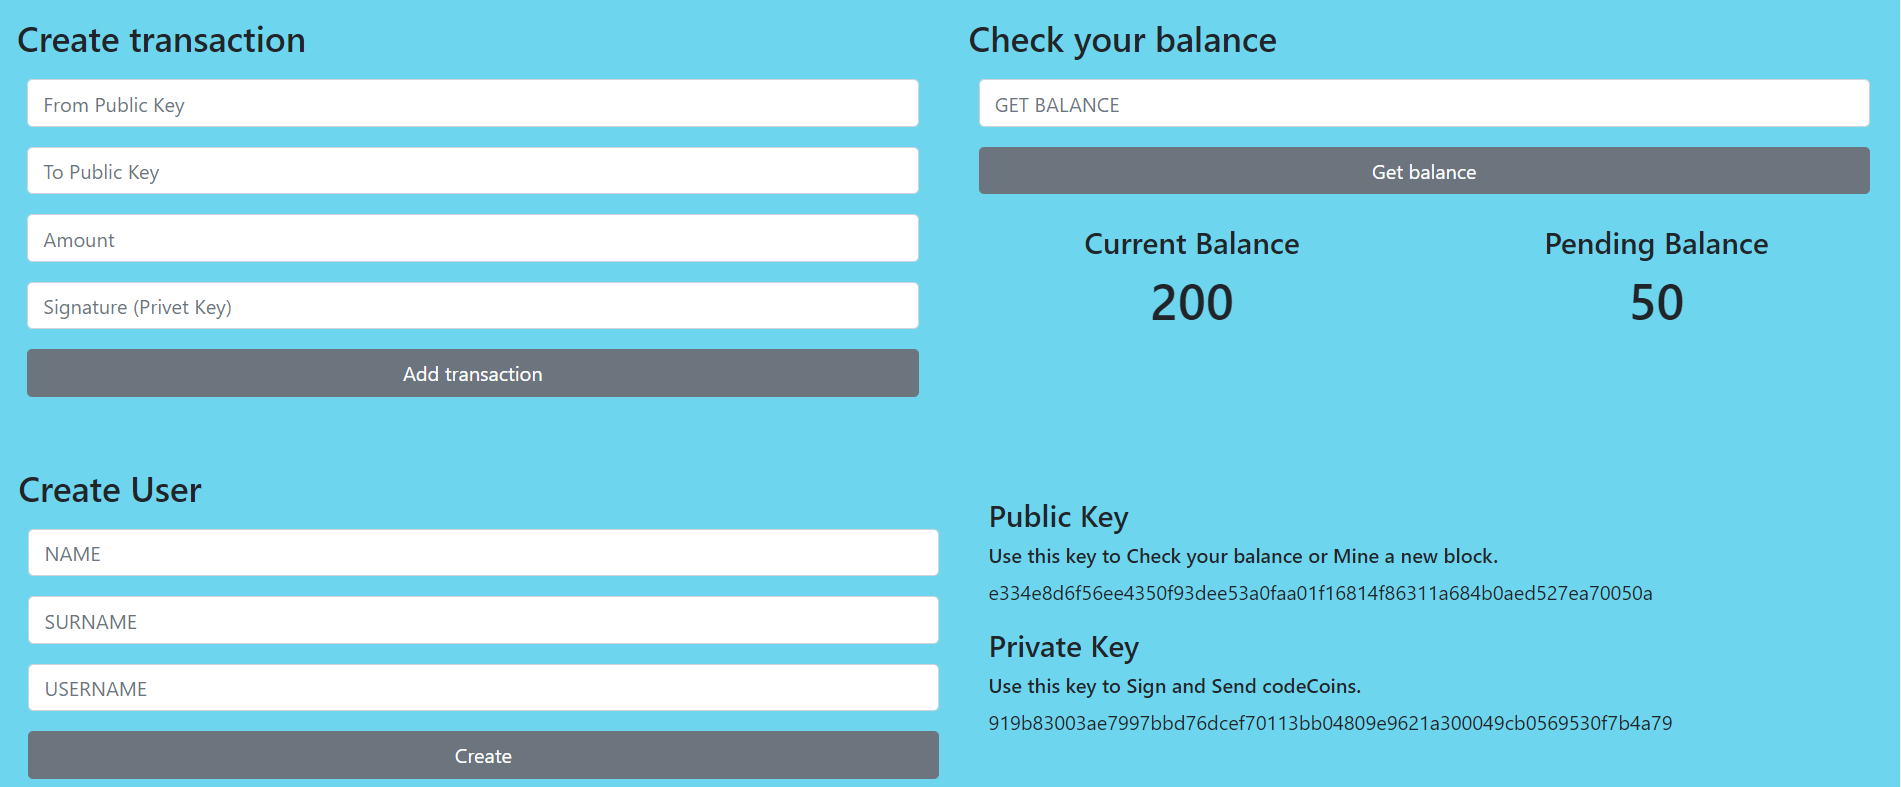 Create transaction
From Public Key
To Public Key
Amount
Signature (Privet Key)
Add transaction
Check your balance
GET BALANCE
Get balance
Current Balance
200
Pending Balance
50
Create User
NAME
SURNAME
USERNAME
Create
Public Key
Use this key to Check your balance or Mine a new block.
e334e8d6f56ee4350f93dee53a0faa01f16814f86311a684b0aed527ea70050a
Private Key
Use this key to Sign and Send codeCoins.
919b83003ae7997bbd76dcef70113bb04809e9621a300049cb0569530f7b4a79